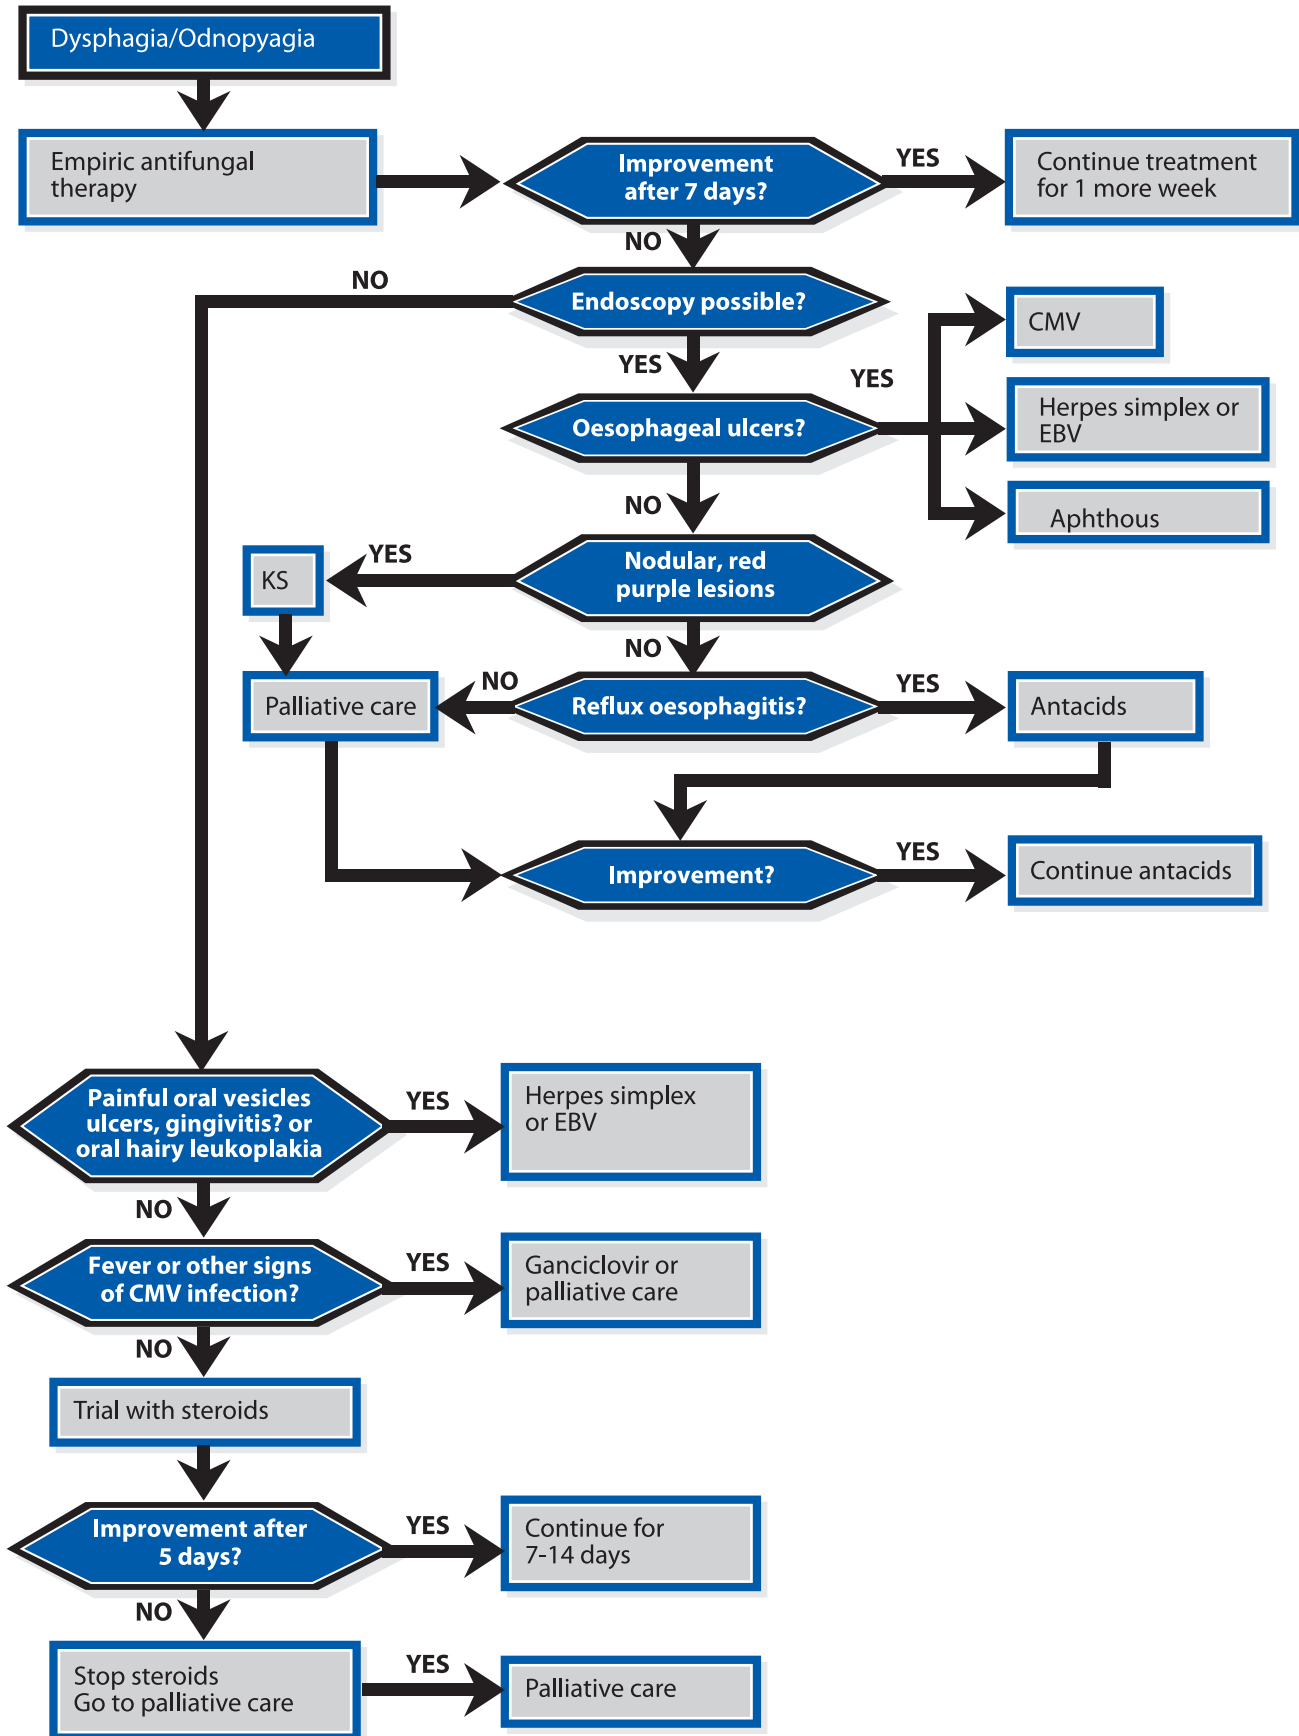 Dysphagia/Odnopyagia
Empiric antifungal
therapy
Improvement
after 7 days?
YES
Continue treatment
for 1 more week
NO
NO
Endoscopy possible?
CMV
YES
YES
Oesophageal ulcers?
Herpes simplex or
EBV
NO
Aphthous
YES
KS
Nodular, red
purple lesions
NO
NO
YES
Palliative care
Reflux oesophagitis?
Antacids
Improvement?
YES
Continue antacids
Painful oral vesicles
ulcers, gingivitis? or
oral hairy leukoplakia
YES
Herpes simplex
or EBV
NO
Fever or other signs
of CMV infection?
YES
Ganciclovir or
palliative care
NO
Trial with steroids
Improvement after
5 days?
YES
Continue for
7-14 days
NO
Stop steroids
Go to palliative care
YES
Palliative care